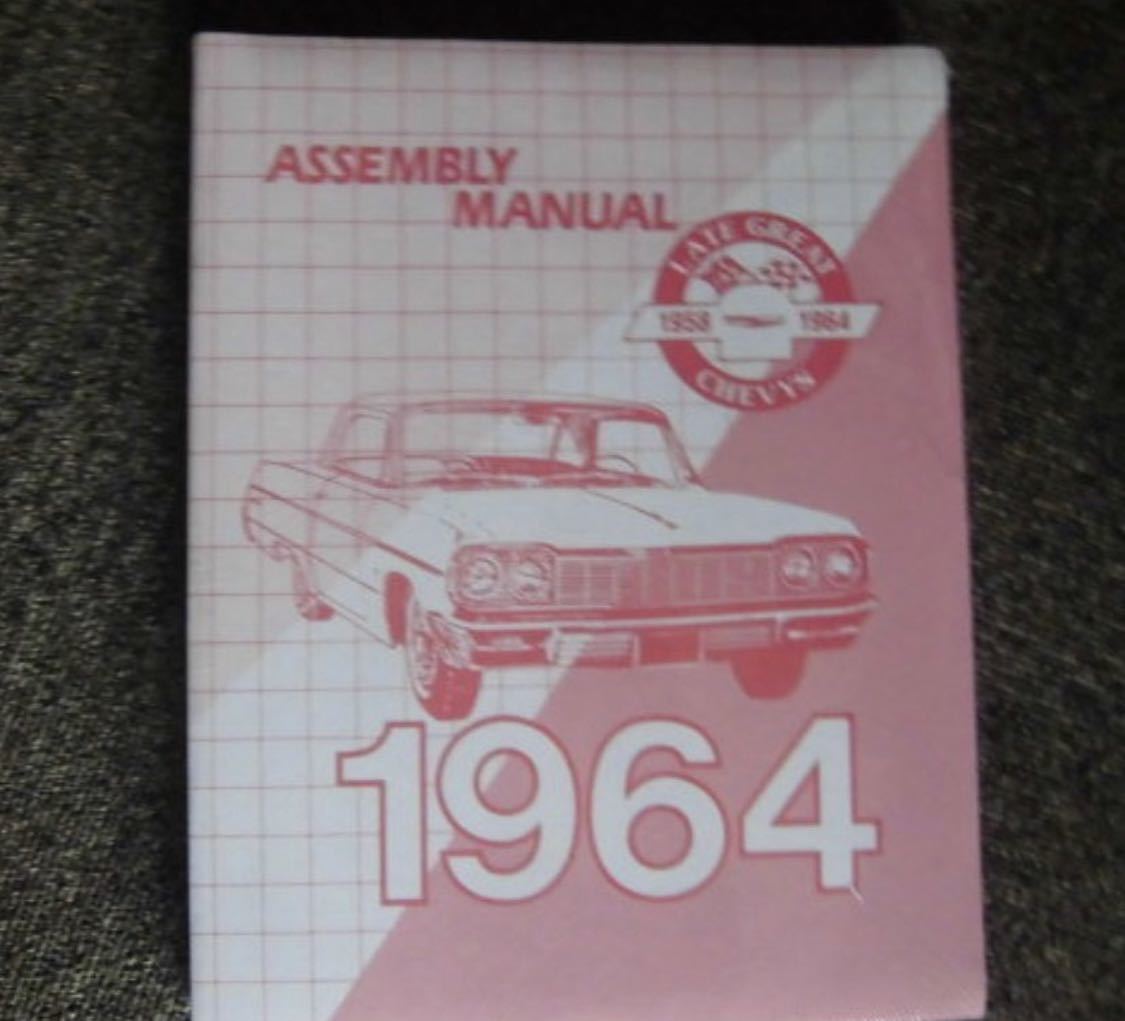 ASSEMBLY
MANUAL
LATE GREAT
1958 1964
CHEVYS
1964